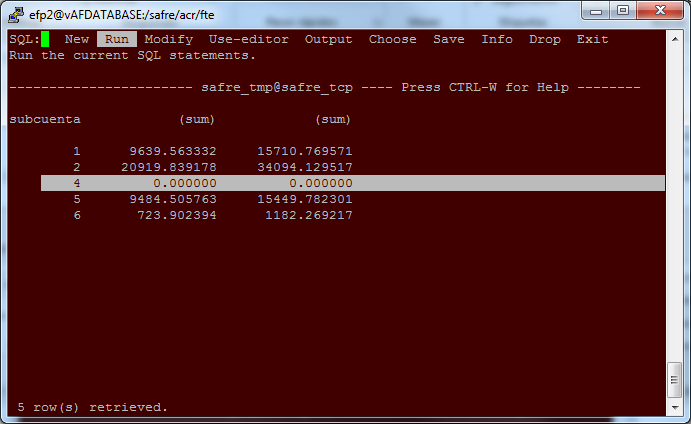 efp2@vAFDATABASE:/safre/acr/fte
SQL: New Run Modify Use-editor Output Choose Save Info Drop Exit
Run the current SQL statements.
----------------------- safre_tmp@safre_tcp ---- Press CTRL-W for Help --------
subcuenta (sum) (sum)
1 9639.563332 15710.769571
2 20919.839178 34094.129517
4 0.000000 0.000000
5 9484.505763 15449.782301
6 723.902394 1182.269217
5 row(s) retrieved.